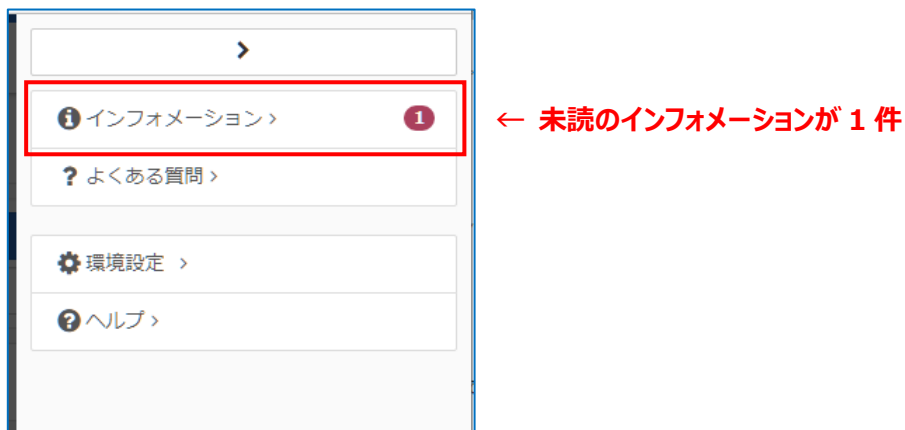 >
インフォメーション > 1
← 未読のインフォメーションが 1 件
? よくある質問 >
環境設定 >
ヘルプ >